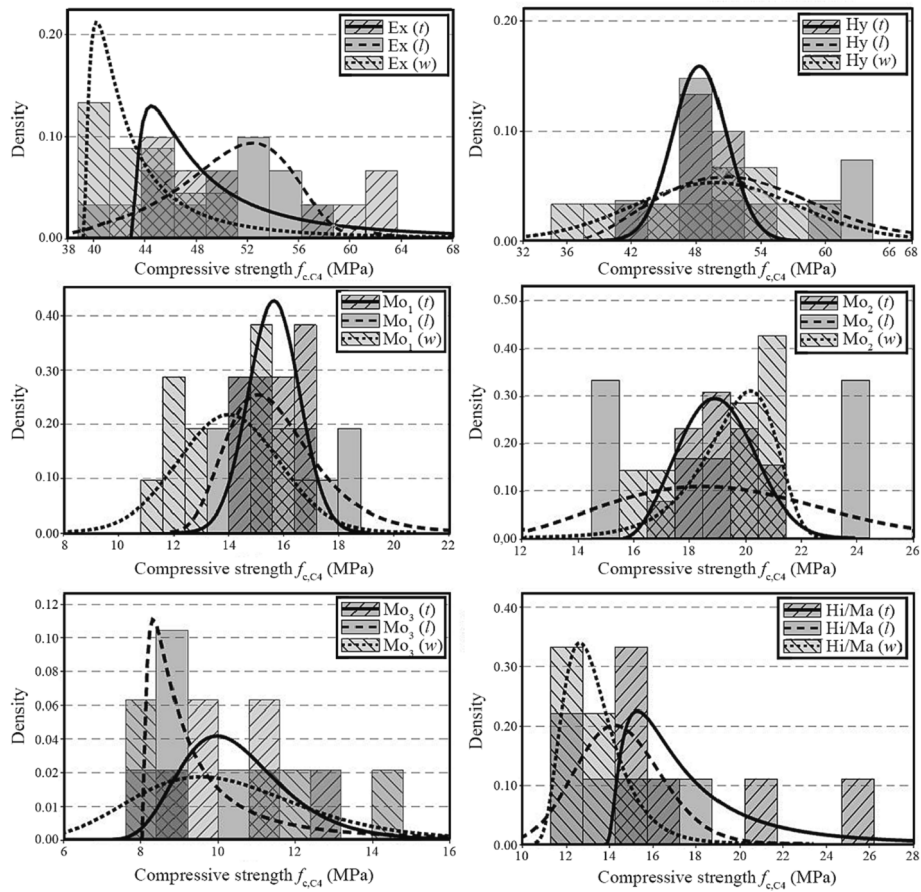 Ex (t)
Ex (l)
Ex (w)
0.20
0.10
0.00
Density
38 40 44 48 52 56 60 64 68
Compressive strength fc,C4 (MPa)
Hy (t)
Hy (l)
Hy (w)
0.20
0.10
0.00
Density
32 36 42 48 54 60 66 68
Compressive strength fc,C4 (MPa)
Mo1 (t)
Mo1 (l)
Mo1 (w)
0.40
0.30
0.20
0.10
0.00
Density
8 10 12 14 16 18 20 22
Compressive strength fc,C4 (MPa)
Mo2 (t)
Mo2 (l)
Mo2 (w)
0.50
0.40
0.30
0.20
0.10
0.00
Density
12 14 16 18 20 22 24 26
Compressive strength fc,C4 (MPa)
Mo3 (t)
Mo3 (l)
Mo3 (w)
0.12
0.10
0.08
0.06
0.04
0.02
0.01
0.00
Density
6 8 10 12 14 16
Compressive strength fc,C4 (MPa)
Hi/Ma (t)
Hi/Ma (l)
Hi/Ma (w)
0.40
0.30
0.20
0.10
0.00
Density
10 12 14 16 20 22 24 26 28
Compressive strength fc,C4 (MPa)